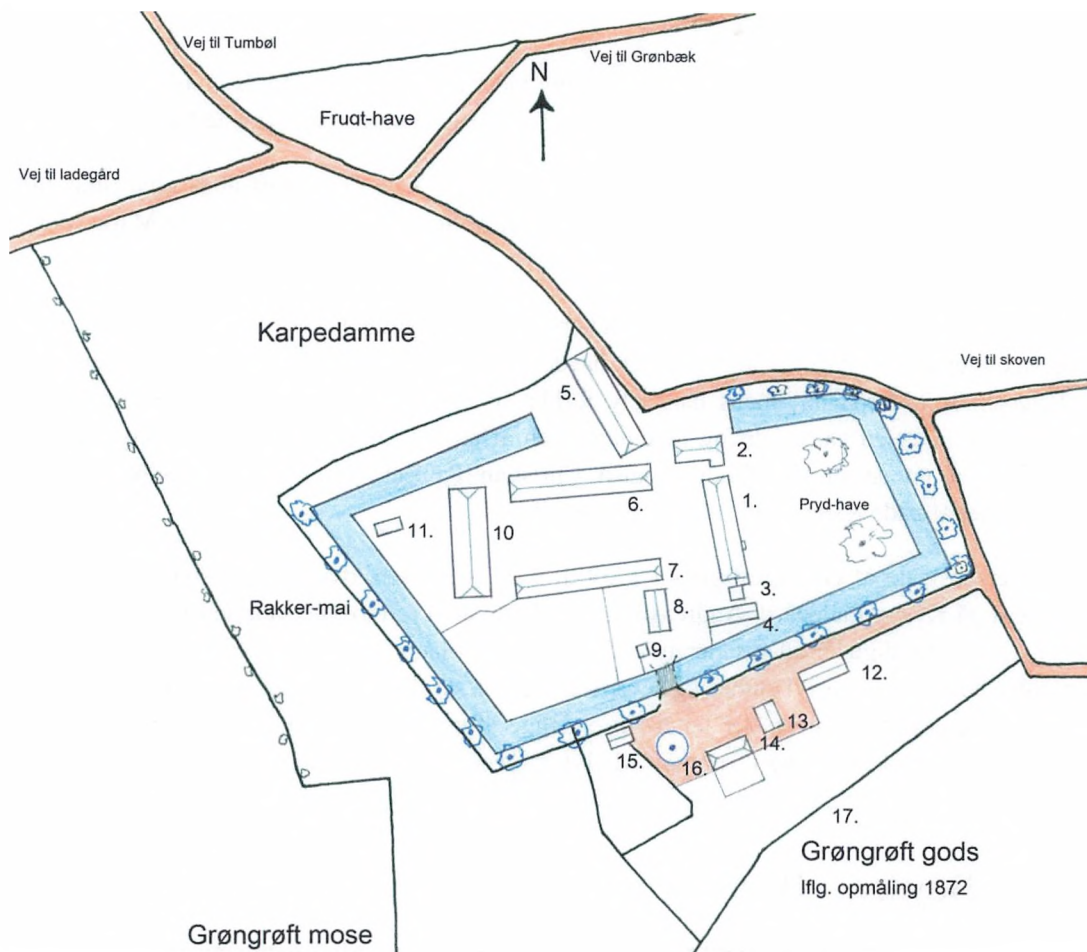 Vej til Tumbøl
Vej til Grønbæk
N
Frugt-have
Vej til ladegård
Karpedamme
Vej til skoven
5.
2.
6.
1.
Pryd-have
11.
10
7.
3.
8.
Rakker-mai
4.
9.
12.
13.
14.
15.
16.
17.
Grøngrøft gods
Iflg. opmåling 1872
Grøngrøft mose